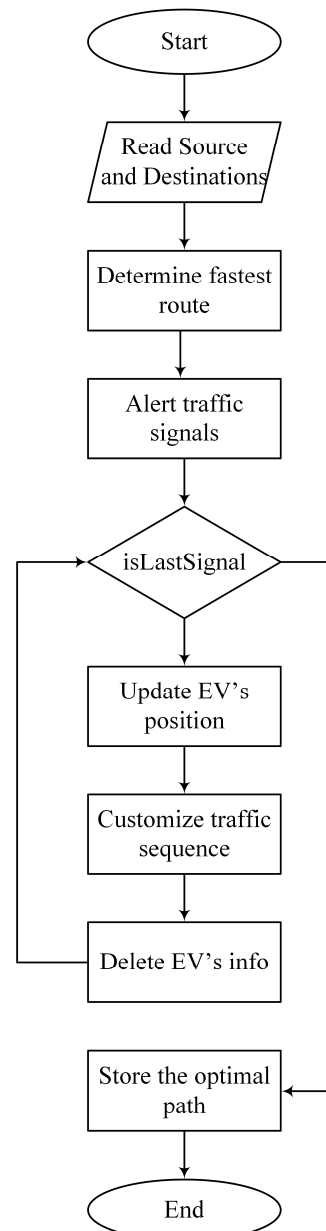 Start
Read Source
and Destinations
Determine fastest
route
Alert traffic
signals
isLastSignal
Update EV's
position
Customize traffic
sequence
Delete EV's info
Store the optimal
path
End